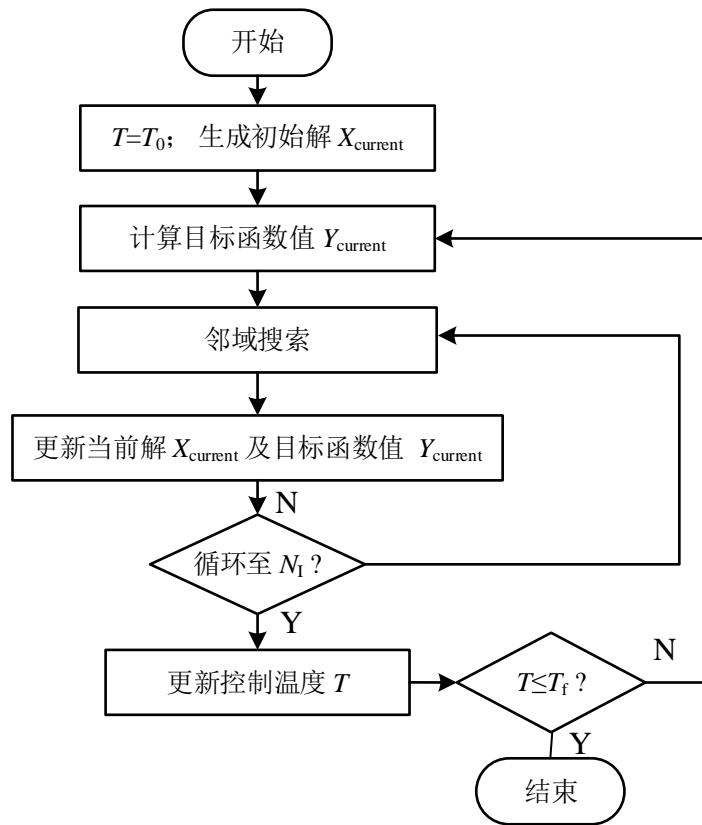 开始
T=T0； 生成初始解 Xcurrent
计算目标函数值 Ycurrent
邻域搜索
更新当前解 Xcurrent 及目标函数值 Ycurrent
N
循环至 NI ?
Y
更新控制温度 T
T≤Tf ?
N
Y
结束